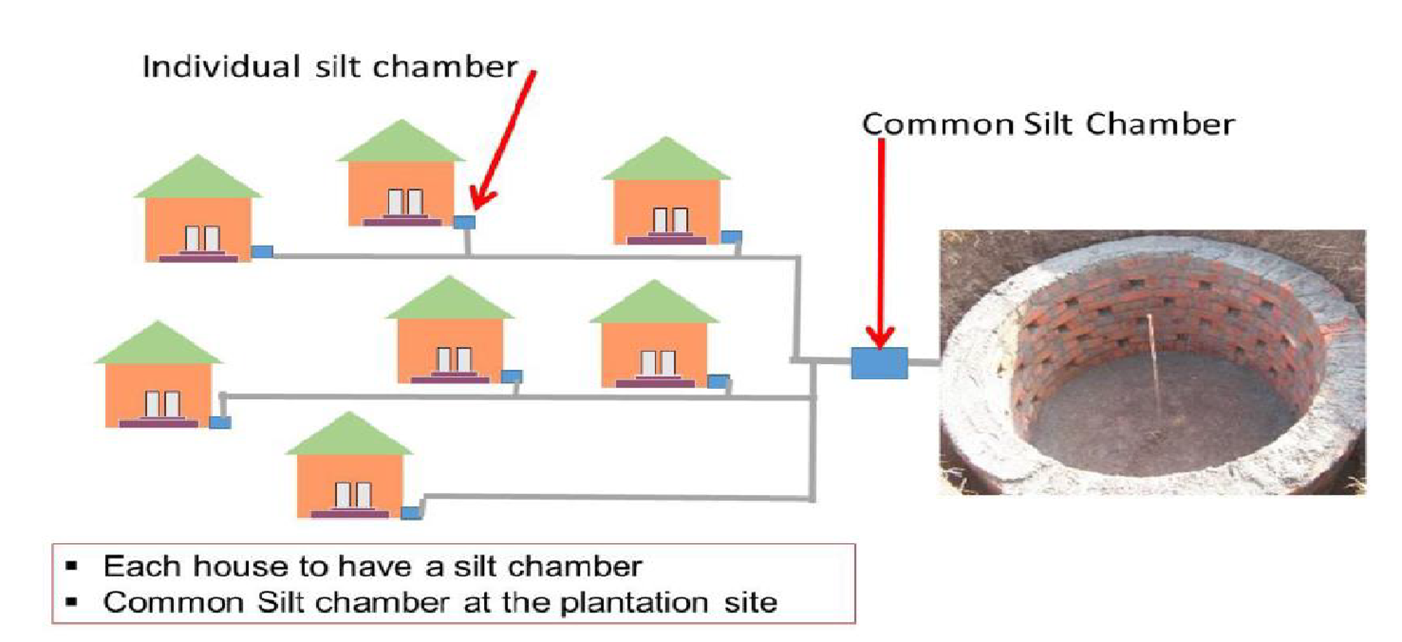 Individual silt chamber
Common Silt Chamber
▪ Each house to have a silt chamber
▪ Common Silt chamber at the plantation site